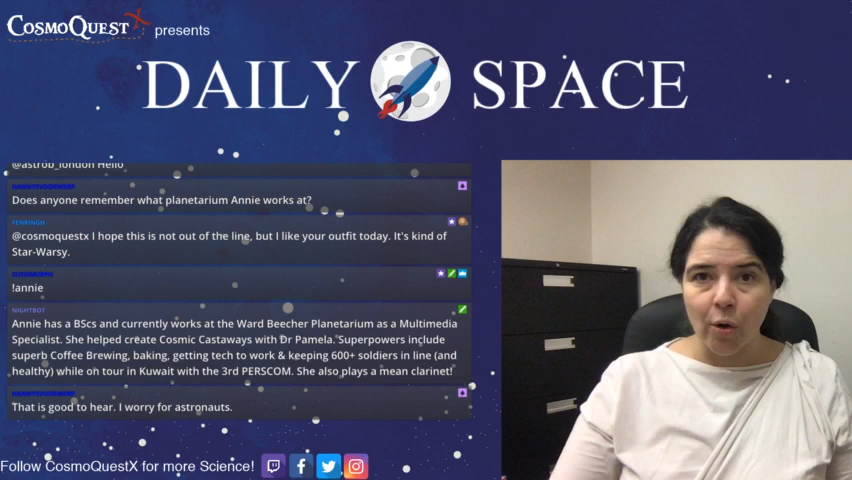 CosmoQuestX presents
DAILY SPACE
@astrob_london Hello
Does anyone remember what planetarium Annie works at?
FENRINGH
@cosmoquestx I hope this is not out of the line, but I like your outfit today. It's kind of
Star-Warsy.
!annie
NIGHTBOT
Annie has a BScs and currently works at the Ward Beecher Planetarium as a Multimedia
Specialist. She helped create Cosmic Castaways with Dr Pamela. Superpowers include
superb Coffee Brewing, baking, getting tech to work & keeping 600+ soldiers in line (and
healthy) while on tour in Kuwait with the 3rd PERSCOM. She also plays a mean clarinet!
That is good to hear. I worry for astronauts.
Follow CosmoQuestX for more Science!